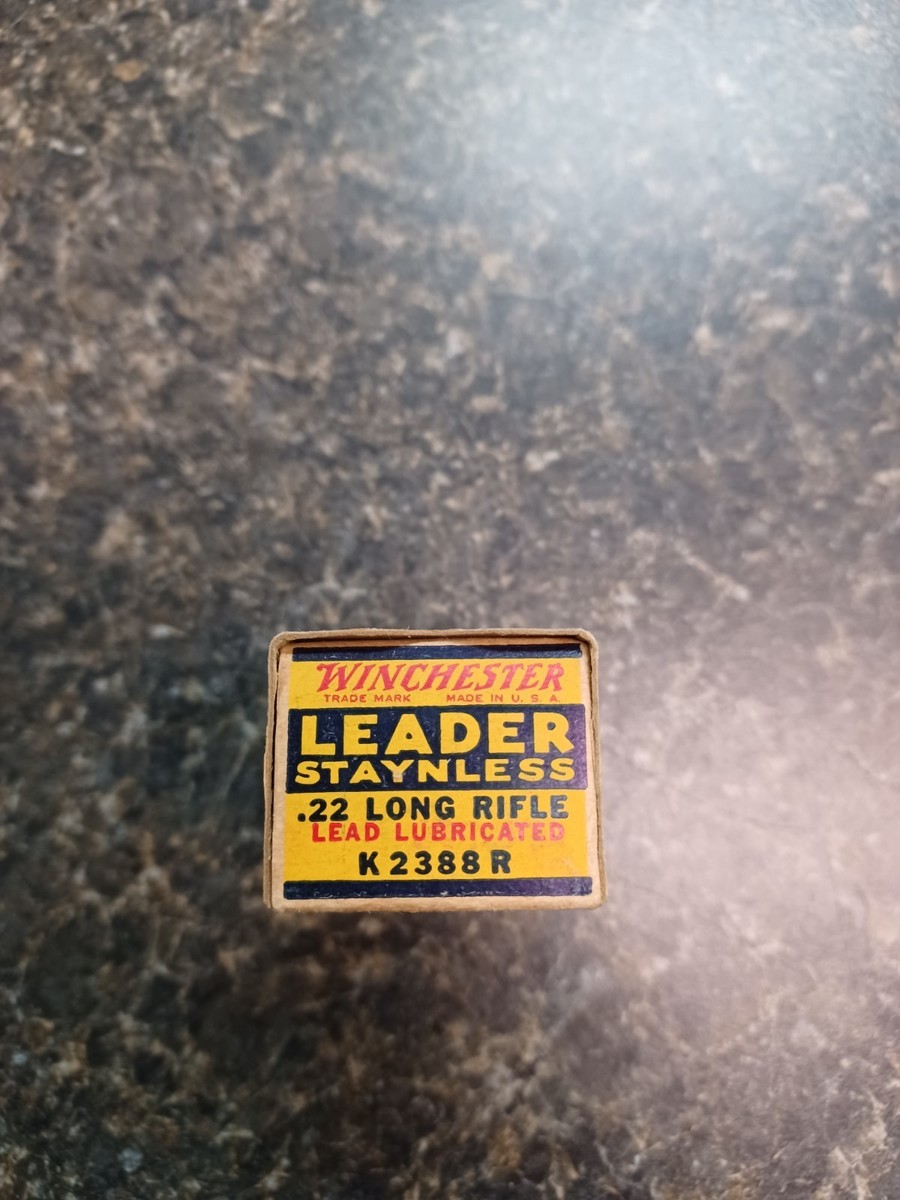 WINCHESTER
TRADE MARK MADE IN U. S. A.
LEADER
STAYNLESS
.22 LONG RIFLE
LEAD LUBRICATED
K 2388 R